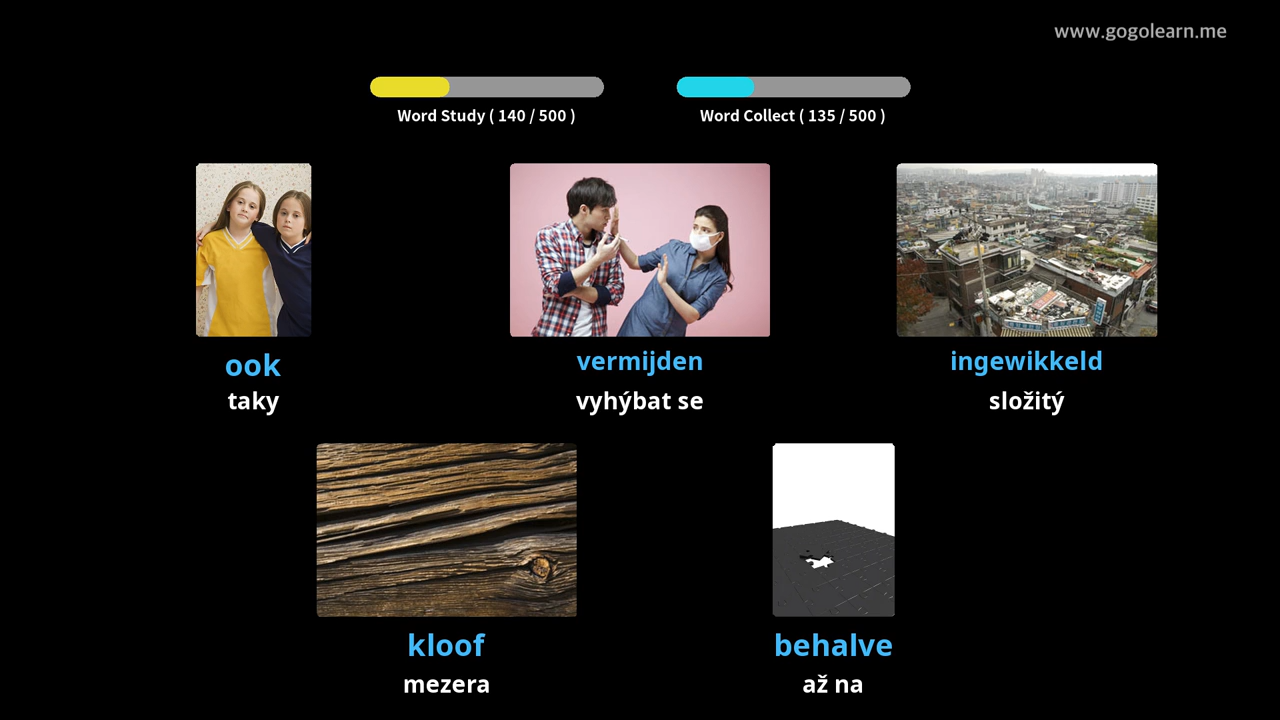 www.gogolearn.me
Word Study ( 140 / 500 )
Word Collect ( 135 / 500 )
ook
taky
vermijden
vyhýbat se
ingewikkeld
složitý
kloof
mezera
behalve
až na